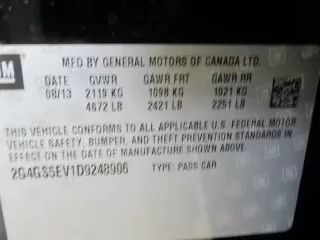 GM
MFD BY GENERAL MOTORS OF CANADA LTD.
DATE GVWR GAWR FRT GAWR RR
08/13 2119 KG 1098 KG 1021 KG
4672 LB 2421 LB 2251 LB
THIS VEHICLE CONFORMS TO ALL APPLICABLE U.S. FEDERAL MOTOR
VEHICLE SAFETY, BUMPER, AND THEFT PREVENTION STANDARDS IN
EFFECT ON THE DATE OF MANUFACTURE SHOWN ABOVE.
2G4GS5EV1D9248906 TYPE: PASS CAR